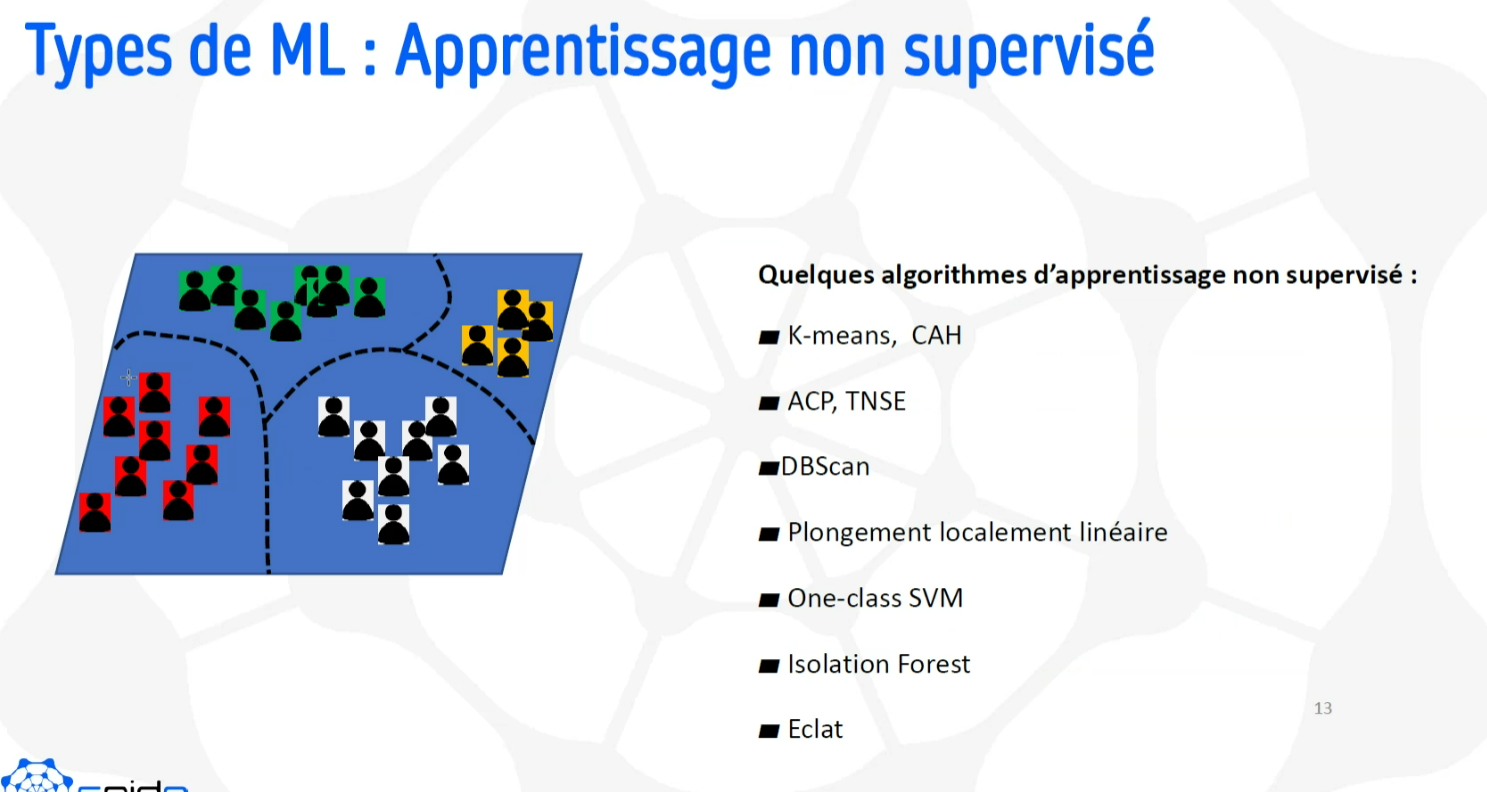 Types de ML : Apprentissage non supervisé
Quelques algorithmes d’apprentissage non supervisé :
K-means, CAH
ACP, TNSE
DBScan
Plongement localement linéaire
One-class SVM
Isolation Forest
Eclat
13